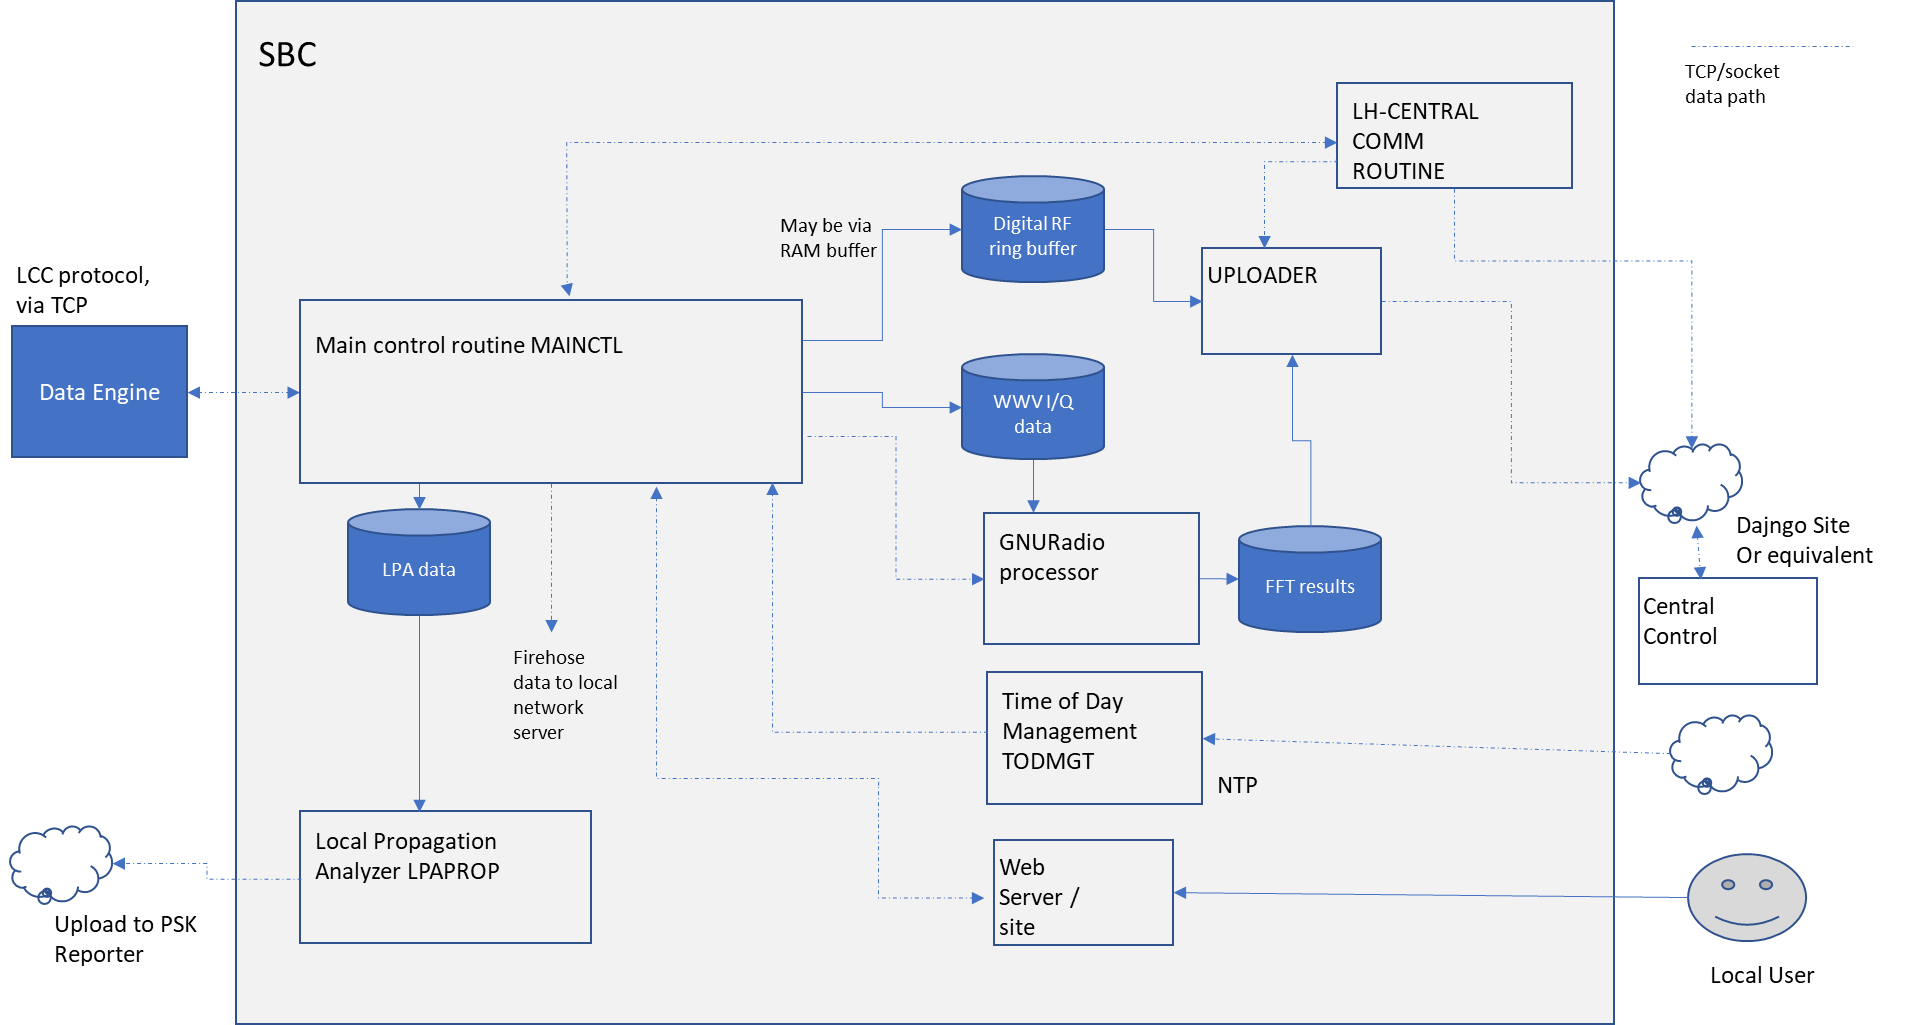 SBC
TCP/socket
data path
LH-CENTRAL
COMM
ROUTINE
May be via
RAM buffer
Digital RF
ring buffer
UPLOADER
LCC protocol,
via TCP
Main control routine MAINCTL
Data Engine
WWV I/Q
data
GNURadio
processor
FFT results
Dajngo Site
Or equivalent
Central
Control
LPA data
Firehose
data to local
network
server
Time of Day
Management
TODMGT
NTP
Local Propagation
Analyzer LPAPROP
Web
Server /
site
Upload to PSK
Reporter
Local User